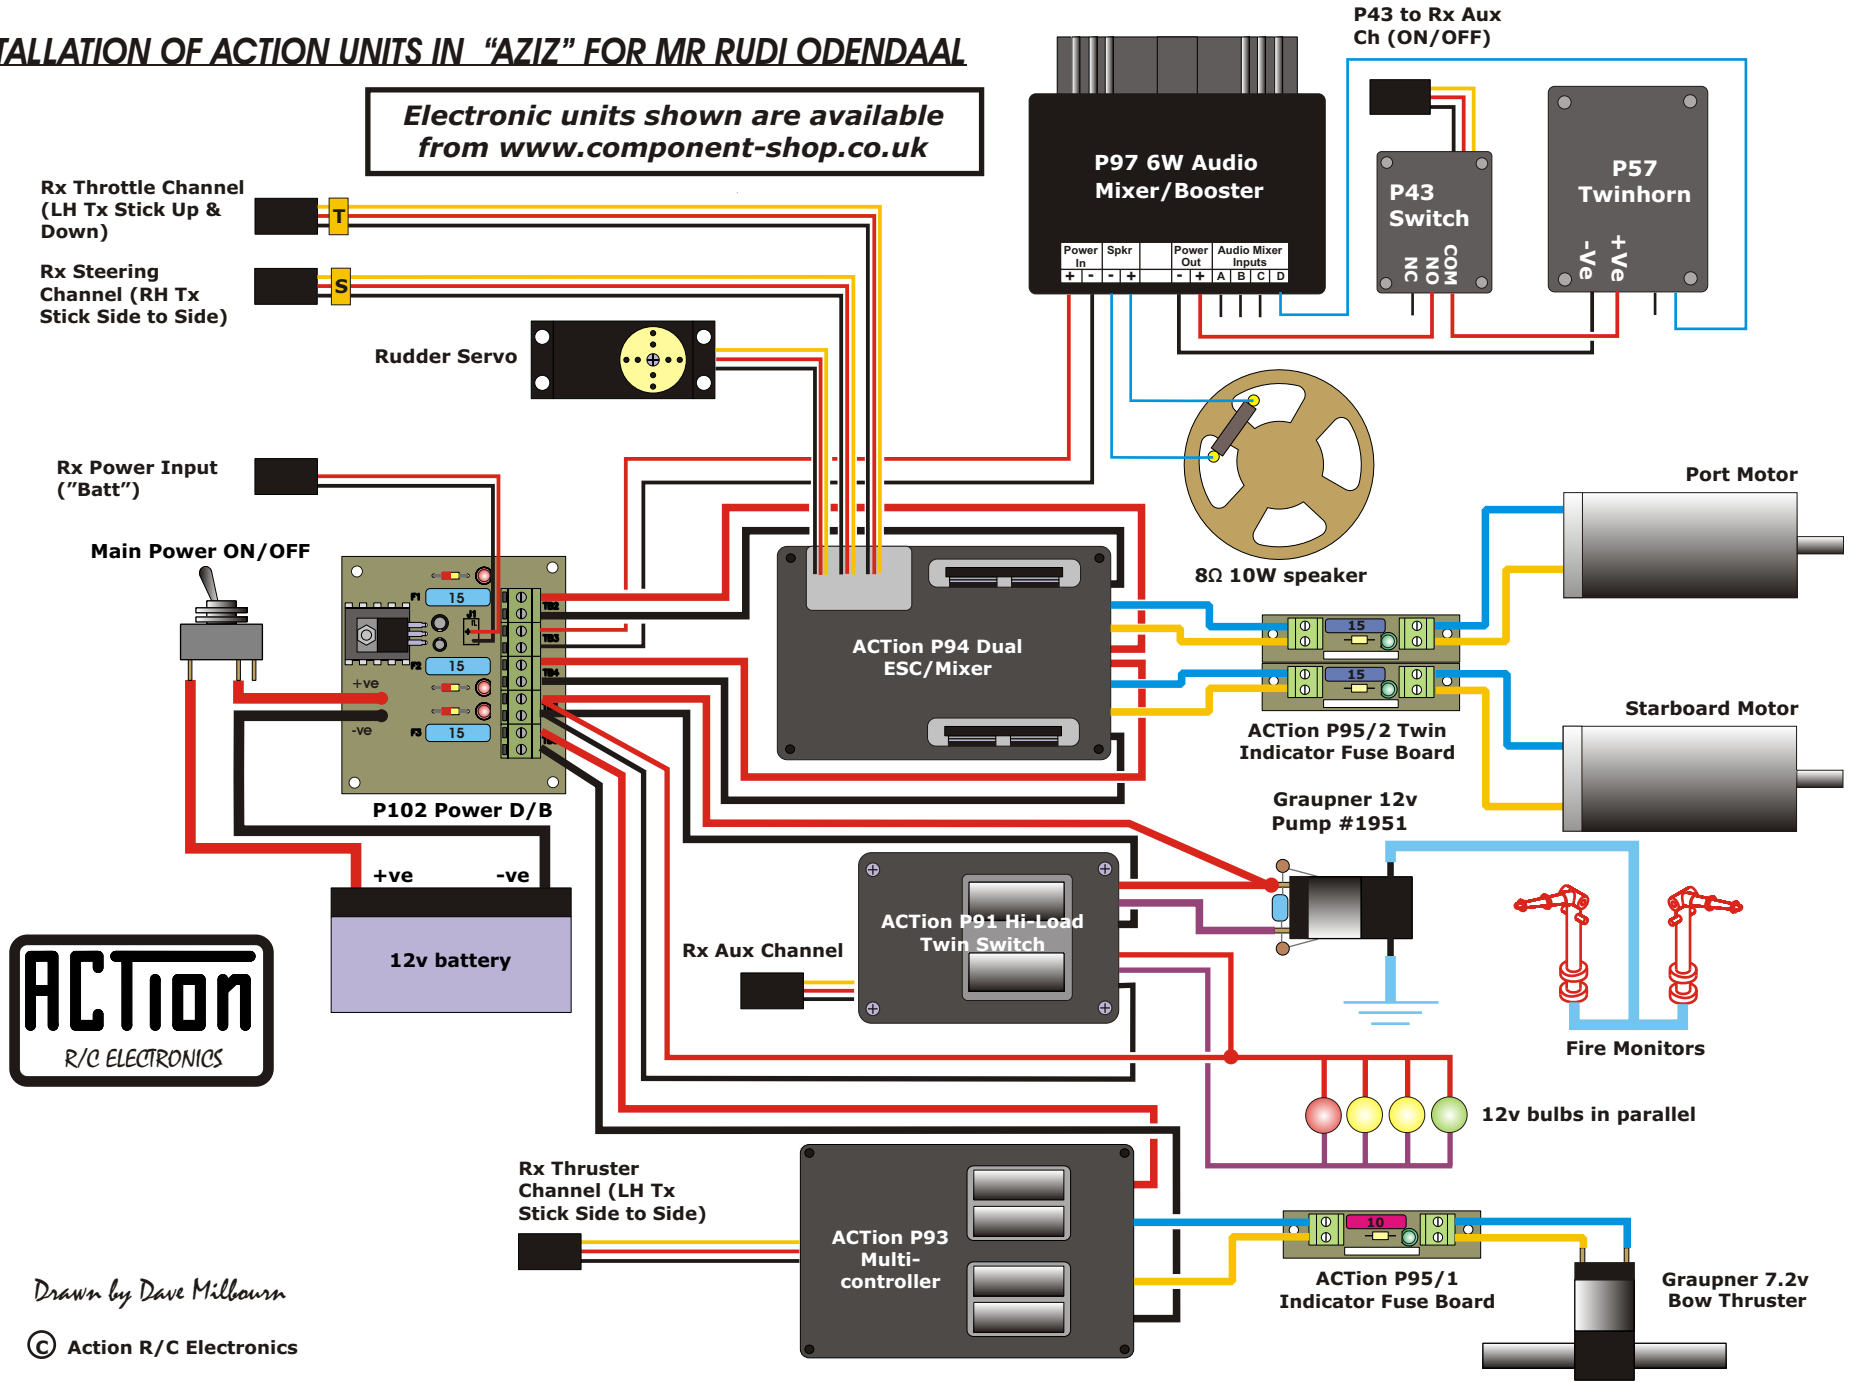 TALLATION OF ACTION UNITS IN “AZIZ” FOR MR RUDI ODENDAAL
Electronic units shown are available
from www.component-shop.co.uk
P43 to Rx Aux
Ch (ON/OFF)
Rx Throttle Channel
(LH Tx Stick Up &
Down)
T
Rx Steering
Channel (RH Tx
Stick Side to Side)
S
Rudder Servo
P97 6W Audio
Mixer/Booster
Power
In
Spkr
Power
Out
Audio Mixer
Inputs
+ - - + - + A B C D
P43
Switch
NC
NO
COM
P57
Twinhorn
-Ve
+Ve
8Ω 10W speaker
Rx Power Input
(”Batt”)
Main Power ON/OFF
F1
15
J1
+
F2
15
+ve
-ve
F3
15
TB2
TB3
TB4
P102 Power D/B
+ve
-ve
12v battery
ACTion P94 Dual
ESC/Mixer
Port Motor
15
15
ACTion P95/2 Twin
Indicator Fuse Board
Starboard Motor
Graupner 12v
Pump #1951
ACTion P91 Hi-Load
Twin Switch
Rx Aux Channel
Fire Monitors
12v bulbs in parallel
ACTion
R/C ELECTRONICS
Rx Thruster
Channel (LH Tx
Stick Side to Side)
ACTion P93
Multi-
controller
10
ACTion P95/1
Indicator Fuse Board
Graupner 7.2v
Bow Thruster
Drawn by Dave Milbourn
© Action R/C Electronics